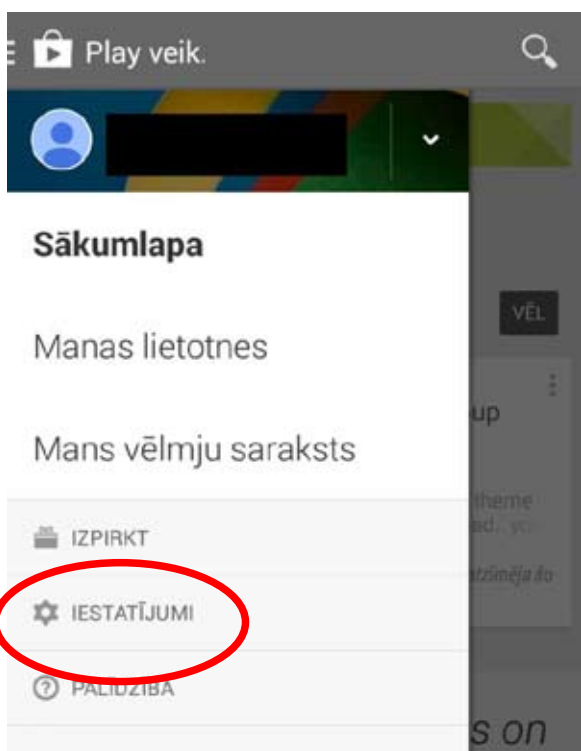 Play veik.
Sākumlapa
VĒL
Manas lietotnes
up
Mans vēlmju saraksts
theme
IZPIRKT
IESTATĪJUMI
PALĪDZĪBA
s on